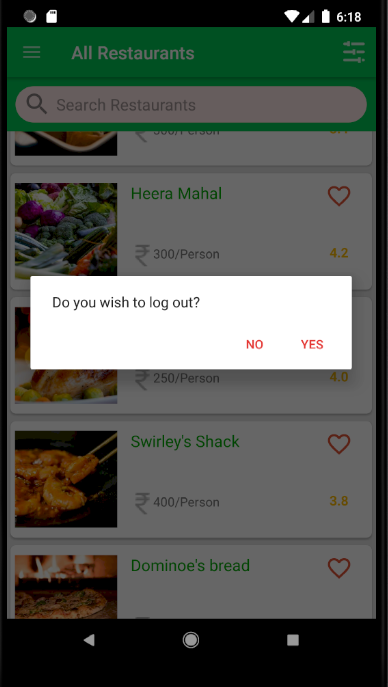 6:18
All Restaurants
Search Restaurants
300/Person
Heera Mahal
₹ 300/Person 4.2
Do you wish to log out?
NO YES
₹ 250/Person 4.0
Swirley's Shack
₹ 400/Person 3.8
Dominoe's bread